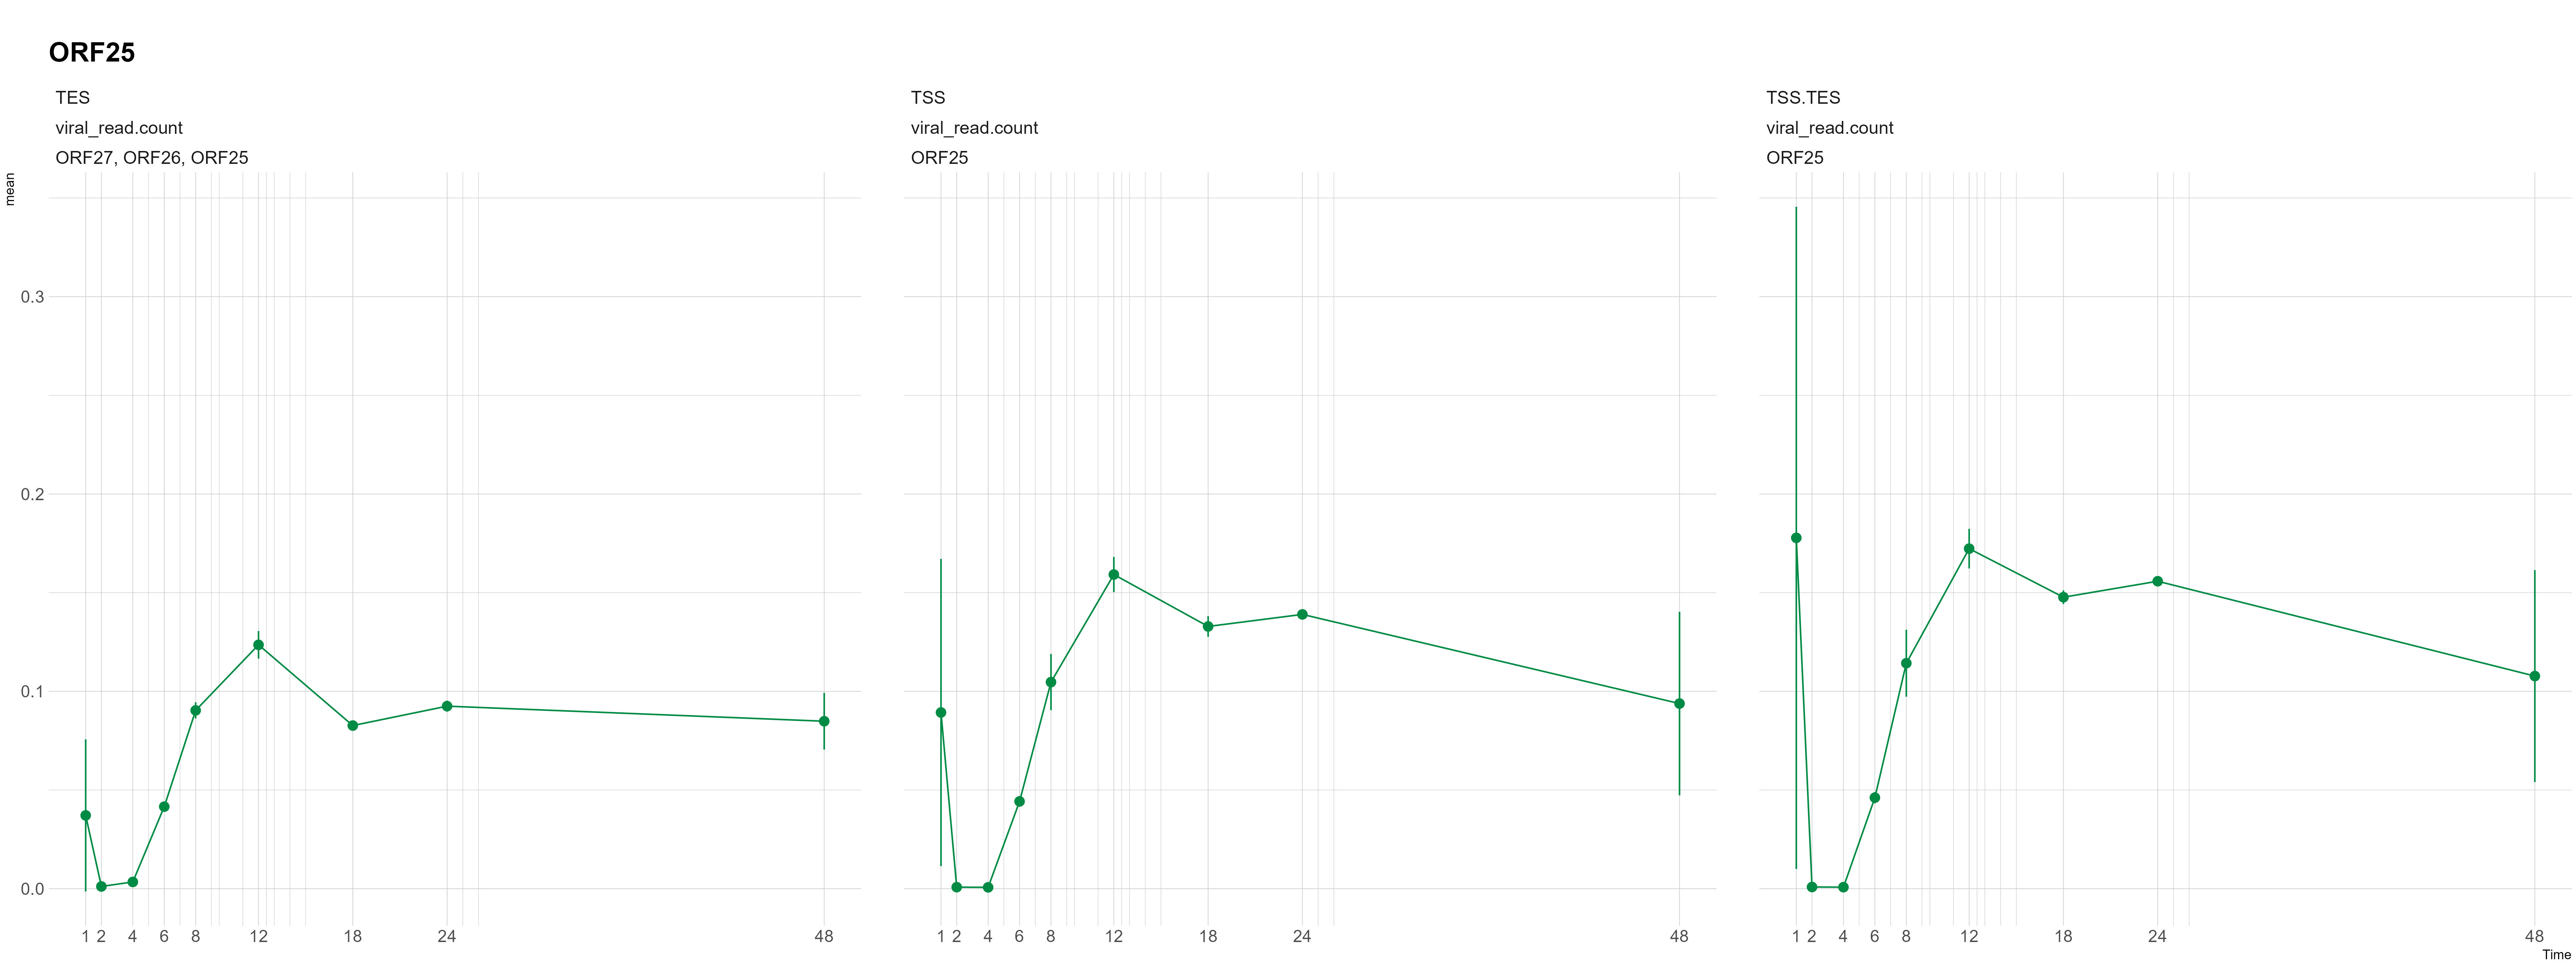 ORF25
TES
viral_read.count
ORF27, ORF26, ORF25
TSS
viral_read.count
ORF25
TSS.TES
viral_read.count
ORF25
mean
0.3
0.2
0.1
0.0
1 2 4 6 8 12 18 24 48
1 2 4 6 8 12 18 24 48
1 2 4 6 8 12 18 24 48
Time